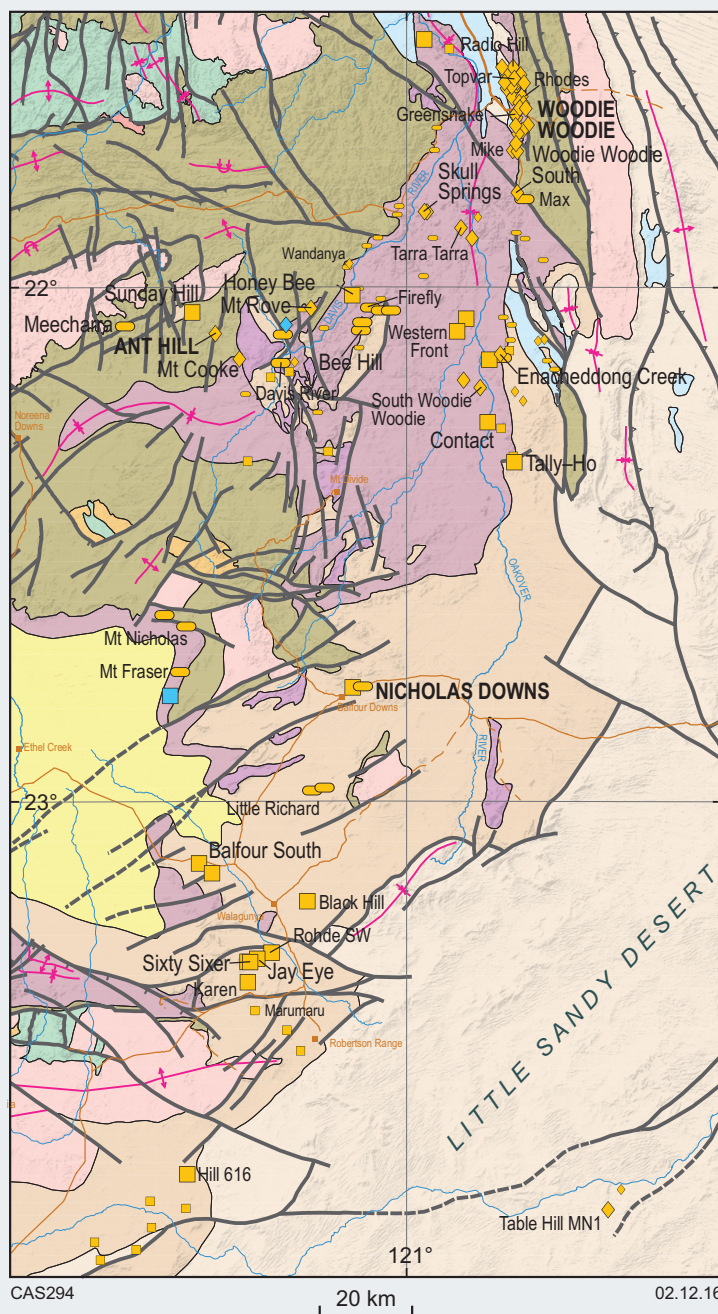 Radio Hill
Topvar
Rhodes
Greensnake
WOODIE
WOODIE
Mike
Woodie Woodie
South
Max
RIVER
Skull
Springs
Tarra Tarra
Wandanya
22°
Honey Bee
Mt Rove
Sunday Hill
DAVIS
Firefly
Meecharra
ANT HILL
Mt Cooke
Bee Hill
Western
Front
Enacheddong Creek
Davis River
South Woodie
Woodie
Contact
Noreena
Downs
Tally–Ho
Mt Divide
OAKOVER
Mt Nicholas
Mt Fraser
NICHOLAS DOWNS
Balfour Downs
Ethel Creek
RIVER
23°
Little Richard
Balfour South
Black Hill
Walagunya
Rohde SW
Sixty Sixer
Jay Eye
Karen
Marumaru
Robertson Range
LITTLE SANDY DESERT
Hill 616
Table Hill MN1
121°
CAS294
20 km
02.12.16